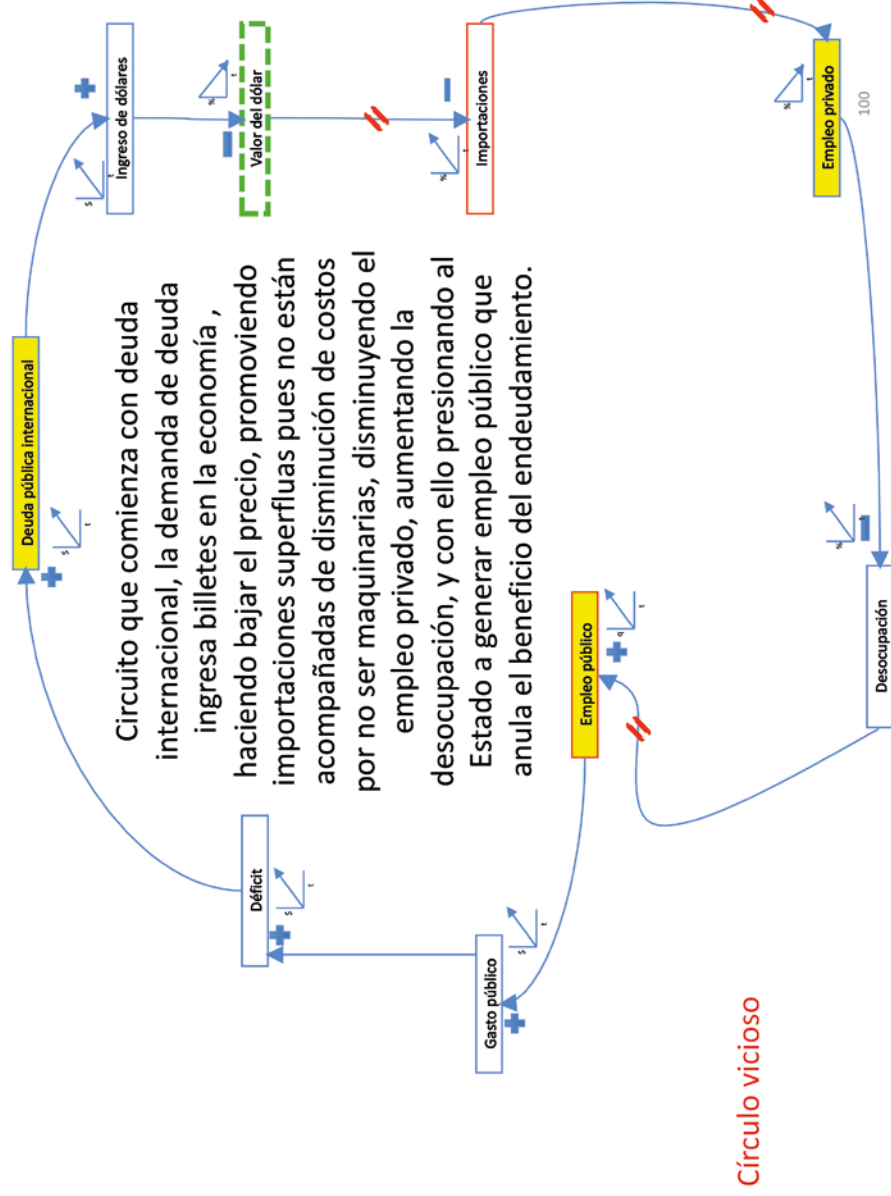 Deuda pública internacional
+
$
t
Ingreso de dólares
+
$
t
Valor del dólar
−
%
t
Importaciones
−
%
t
Empleo privado
%
t
100
Desocupación
−
%
t
Empleo público
+
q
t
Gasto público
+
$
t
Déficit
+
$
t
Circuito que comienza con deuda
internacional, la demanda de deuda
ingresa billetes en la economía ,
haciendo bajar el precio, promoviendo
importaciones superfluas pues no están
acompañadas de disminución de costos
por no ser maquinarias, disminuyendo el
empleo privado, aumentando la
desocupación, y con ello presionando al
Estado a generar empleo público que
anula el beneficio del endeudamiento.
Círculo vicioso